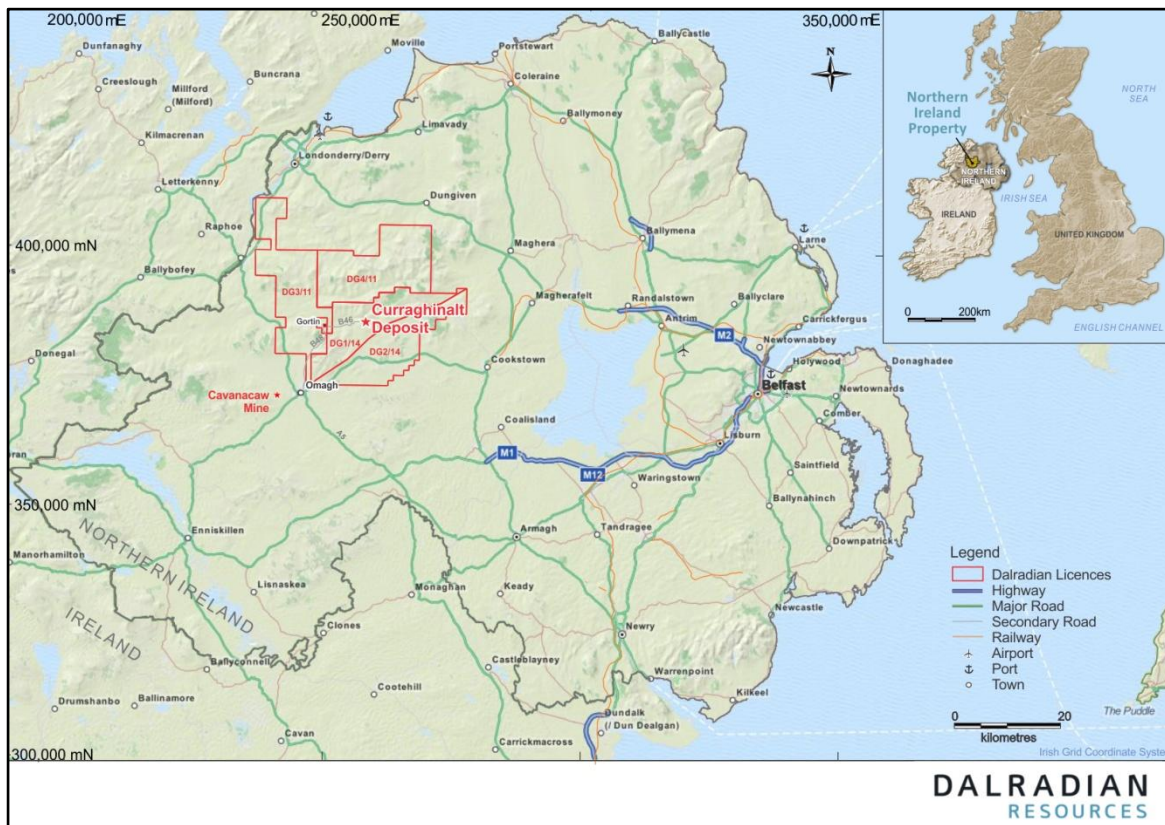 200,000 mE
250,000 mE
350,000 mE
Dunfanaghy
Moville
Portstewart
Ballycastle
Creeslough
Buncrana
Coleraine
Millford
(Milford)
Ballymoney
Kilmacrenan
Limavady
Londonderry/Derry
Letterkenny
Dungiven
Raphoe
Ballymena
Larne
400,000 mN
Maghera
Ballybofey
DG3/11
DG4/11
Magherafelt
Randalstown
Ballyclare
Gortin
B46
Curraghinalt
Deposit
Antrim
Carrickfergus
B48
DG1/14
M2
Newtownabbey
Donegal
DG2/14
Cookstown
Holywood
Donaghadee
Omagh
Belfast
Newtownards
Cavanacaw
Mine
Comber
Coalisland
A5
Lisburn
M1
M12
Saintfield
Waringstown
350,000 mN
Ballynahinch
Enniskillen
Armagh
Tandragee
Downpatrick
Manorhamilton
NORTHERN IRELAND
Lisnaskea
Monaghan
Keady
Newcastle
IRELAND
Clones
Newry
Ballyconnell
Castleblayney
Warrenpoint
Kilkeel
Drumshanbo
Ballinamore
Cootehill
Dundalk
(/ Dun Dealgan)
Cavan
Carrickmacross
300,000 mN
N
Northern
Ireland
Property
NORTH
SEA
NORTHERN
IRELAND
IRISH SEA
IRELAND
UNITED KINGDOM
0 200km
ENGLISH CHANNEL
Legend
Dalradian Licences
Highway
Major Road
Secondary Road
Railway
Airport
Port
Town
The Puddle
0 20
kilometres
Irish Grid Coordinate Syste
DALRADIAN
RESOURCES